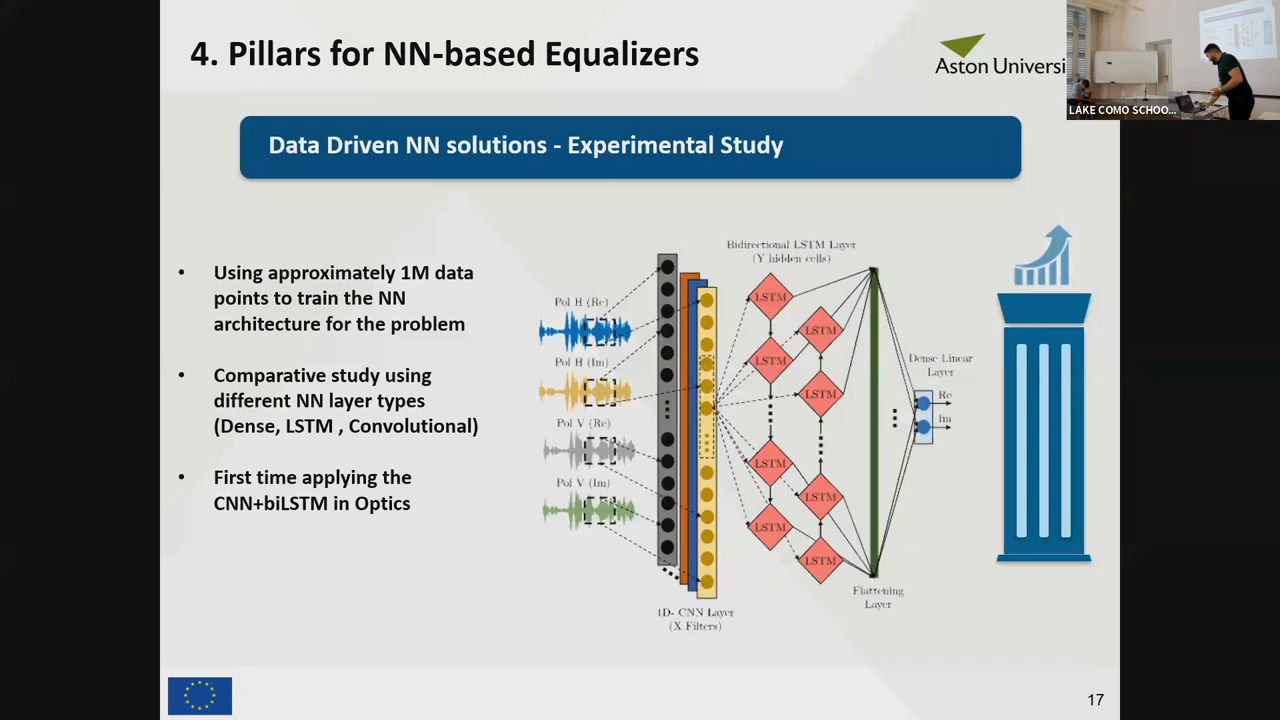 4. Pillars for NN-based Equalizers
Aston Universi
LAKE COMO SCHOO...
Data Driven NN solutions - Experimental Study
• Using approximately 1M data
points to train the NN
architecture for the problem
• Comparative study using
different NN layer types
(Dense, LSTM , Convolutional)
• First time applying the
CNN+biLSTM in Optics
Pol H (Re)
Pol H (Im)
Pol V (Re)
Pol V (Im)
1D- CNN Layer
(X Filters)
Bidirectional LSTM Layer
(Y hidden cells)
LSTM
LSTM
LSTM
LSTM
LSTM
LSTM
LSTM
LSTM
Flattening
Layer
Dense Linear
Layer
Re
Im
17